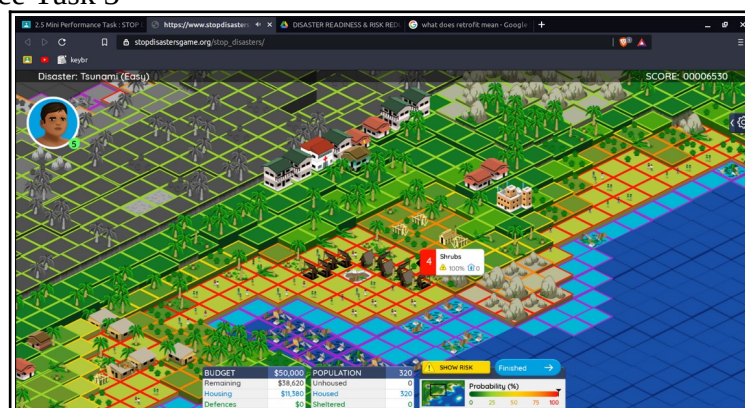 2.5 Mini Performance Task : STOP
https://www.stopdisasters
DISASTER READINESS & RISK RED
what does retrofit mean - Google
stopdisastersgame.org/stop_disasters/
keybr
Disaster: Tsunami (Easy)
SCORE: 00006530
5
4
Shrubs
100% 0
BUDGET $50,000 POPULATION 320
Remaining $38,620 Unhoused 0
Housing $11,380 Housed 320
Defences $0 Sheltered 0
SHOW RISK
Finished
Probability (%)
0 25 50 75 100